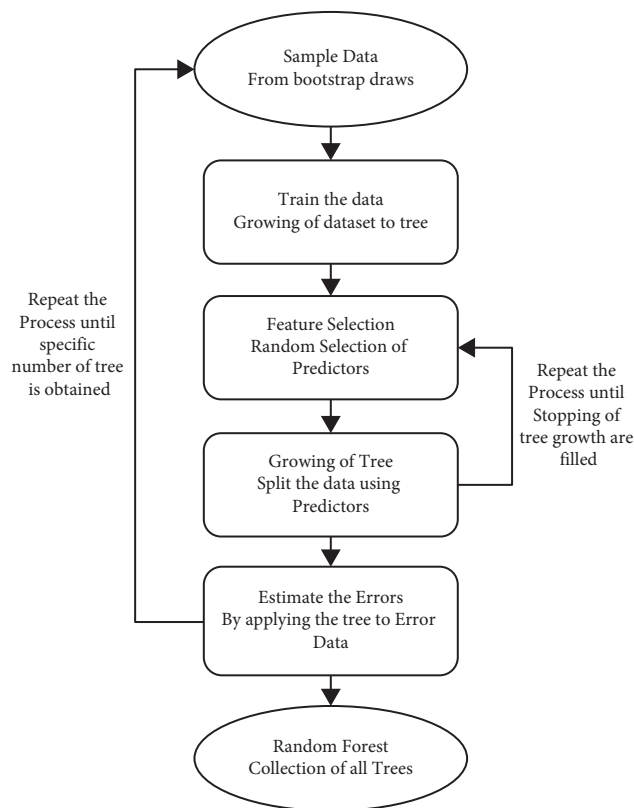 Sample Data
From bootstrap draws
Train the data
Growing of dataset to tree
Feature Selection
Random Selection of
Predictors
Growing of Tree
Split the data using
Predictors
Estimate the Errors
By applying the tree to Error
Data
Random Forest
Collection of all Trees
Repeat the
Process until
specific
number of tree
is obtained
Repeat the
Process until
Stopping of
tree growth are
filled